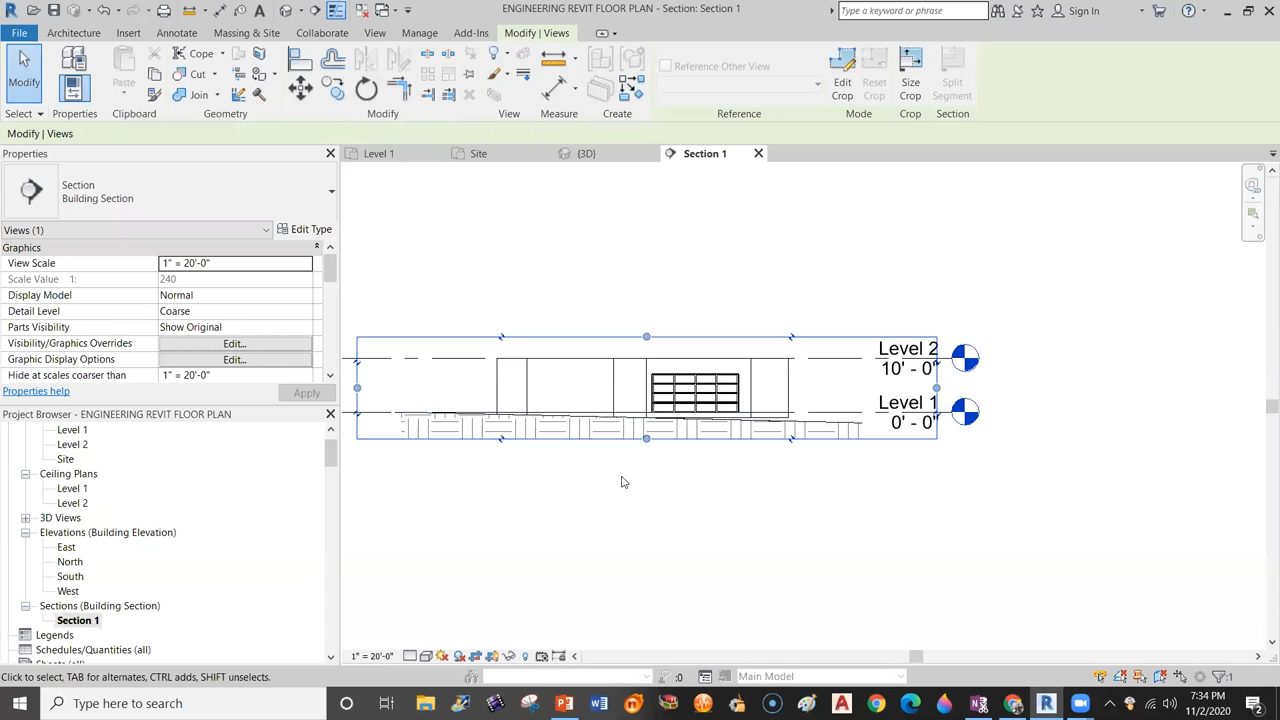 ENGINEERING REVIT FLOOR PLAN - Section: Section 1
Type a keyword or phrase
Sign In
File Architecture Insert Annotate Massing & Site Collaborate View Manage Add-Ins Modify | Views
Modify
Paste
Cope
Cut
Join
Reference Other View
Edit Crop
Reset Crop
Size Crop
Split Segment
Select Properties Clipboard Geometry Modify View Measure Create Reference Mode Crop Section
Modify | Views
Properties
Level 1 Site {3D} Section 1
Section
Building Section
Views (1)
Edit Type
Graphics
View Scale 1" = 20'-0"
Scale Value 1: 240
Display Model Normal
Detail Level Coarse
Parts Visibility Show Original
Visibility/Graphics Overrides Edit...
Graphic Display Options Edit...
Hide at scales coarser than 1" = 20'-0"
Properties help
Apply
Project Browser - ENGINEERING REVIT FLOOR PLAN
Level 1
Level 2
Site
Ceiling Plans
Level 1
Level 2
3D Views
Elevations (Building Elevation)
East
North
South
West
Sections (Building Section)
Section 1
Legends
Schedules/Quantities (all)
Level 2
10' - 0"
Level 1
0' - 0"
1" = 20'-0"
Click to select, TAB for alternates, CTRL adds, SHIFT unselects.
:0
Main Model
:1
Type here to search
7:34 PM
11/2/2020